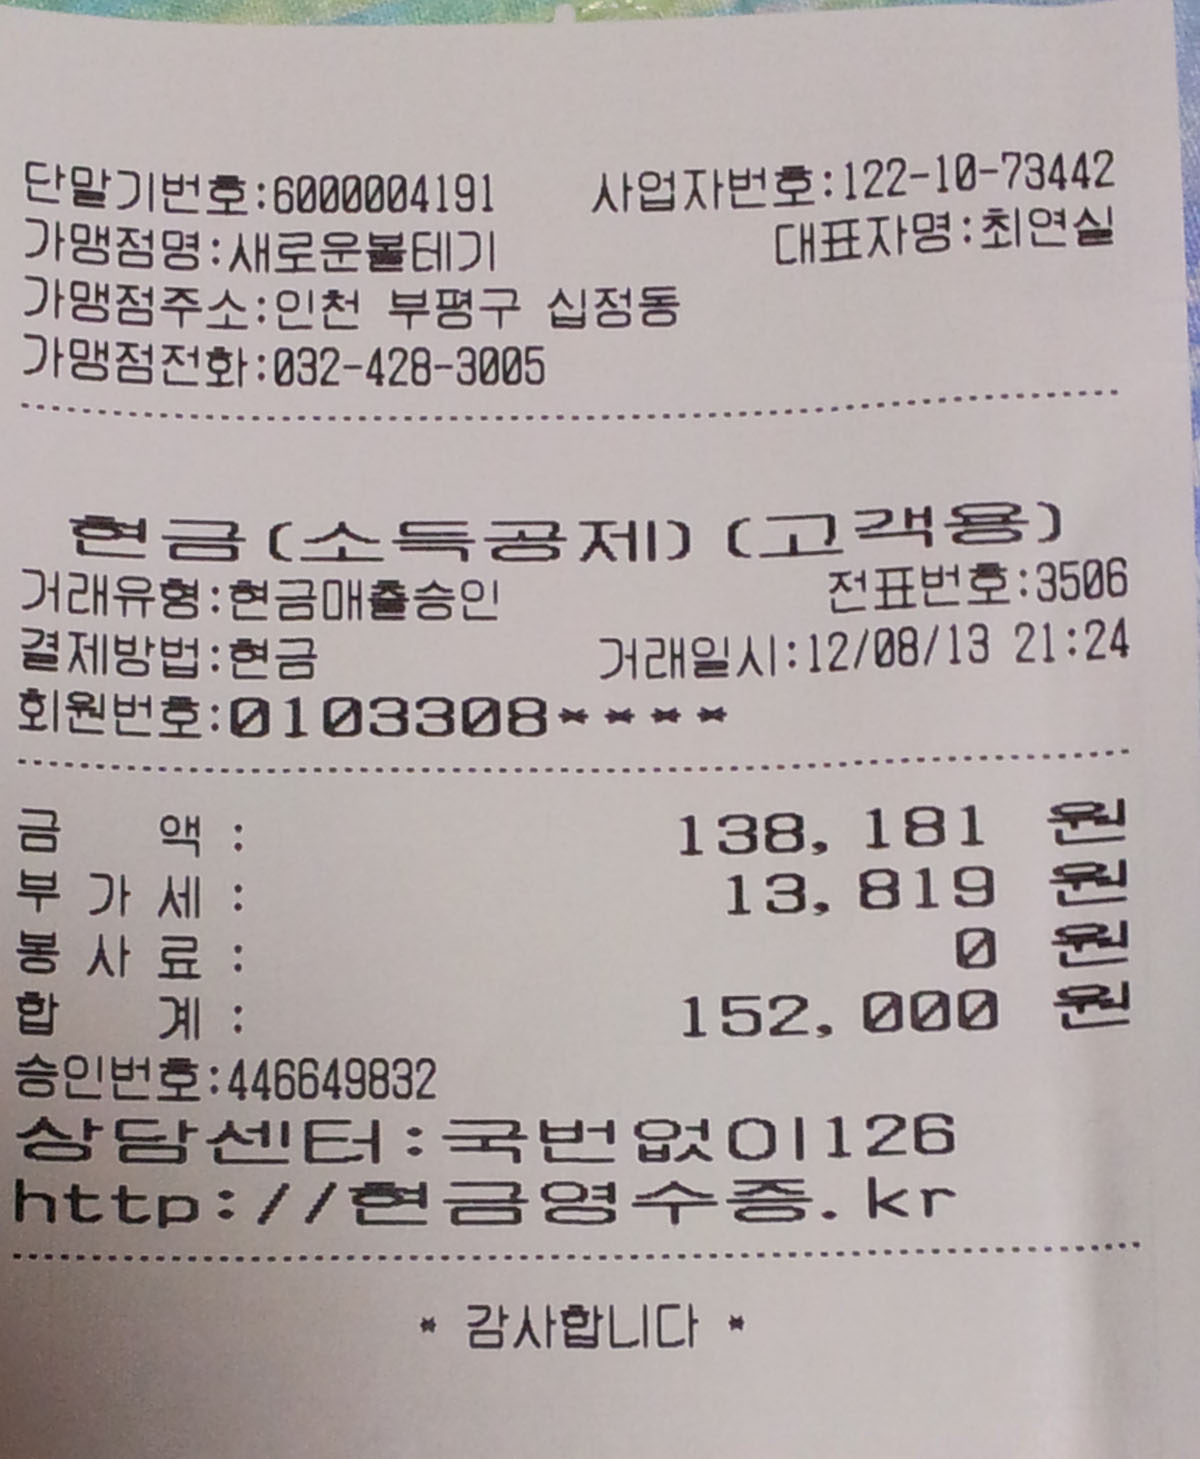 단말기번호:6000004191 사업자번호:122-10-73442
가맹점명:새로운볼테기 대표자명:최연실
가맹점주소:인천 부평구 십정동
가맹점전화:032-428-3005
현금(소득공제)(고객용)
거래유형:현금매출승인 전표번호:3506
결제방법:현금 거래일시:12/08/13 21:24
회원번호:0103308****
금 액 : 138,181 원
부 가 세 : 13,819 원
봉 사 료 : 0 원
합 계 : 152,000 원
승인번호:446649832
상담센터:국번없이126
http://현금영수증.kr
* 감사합니다 *